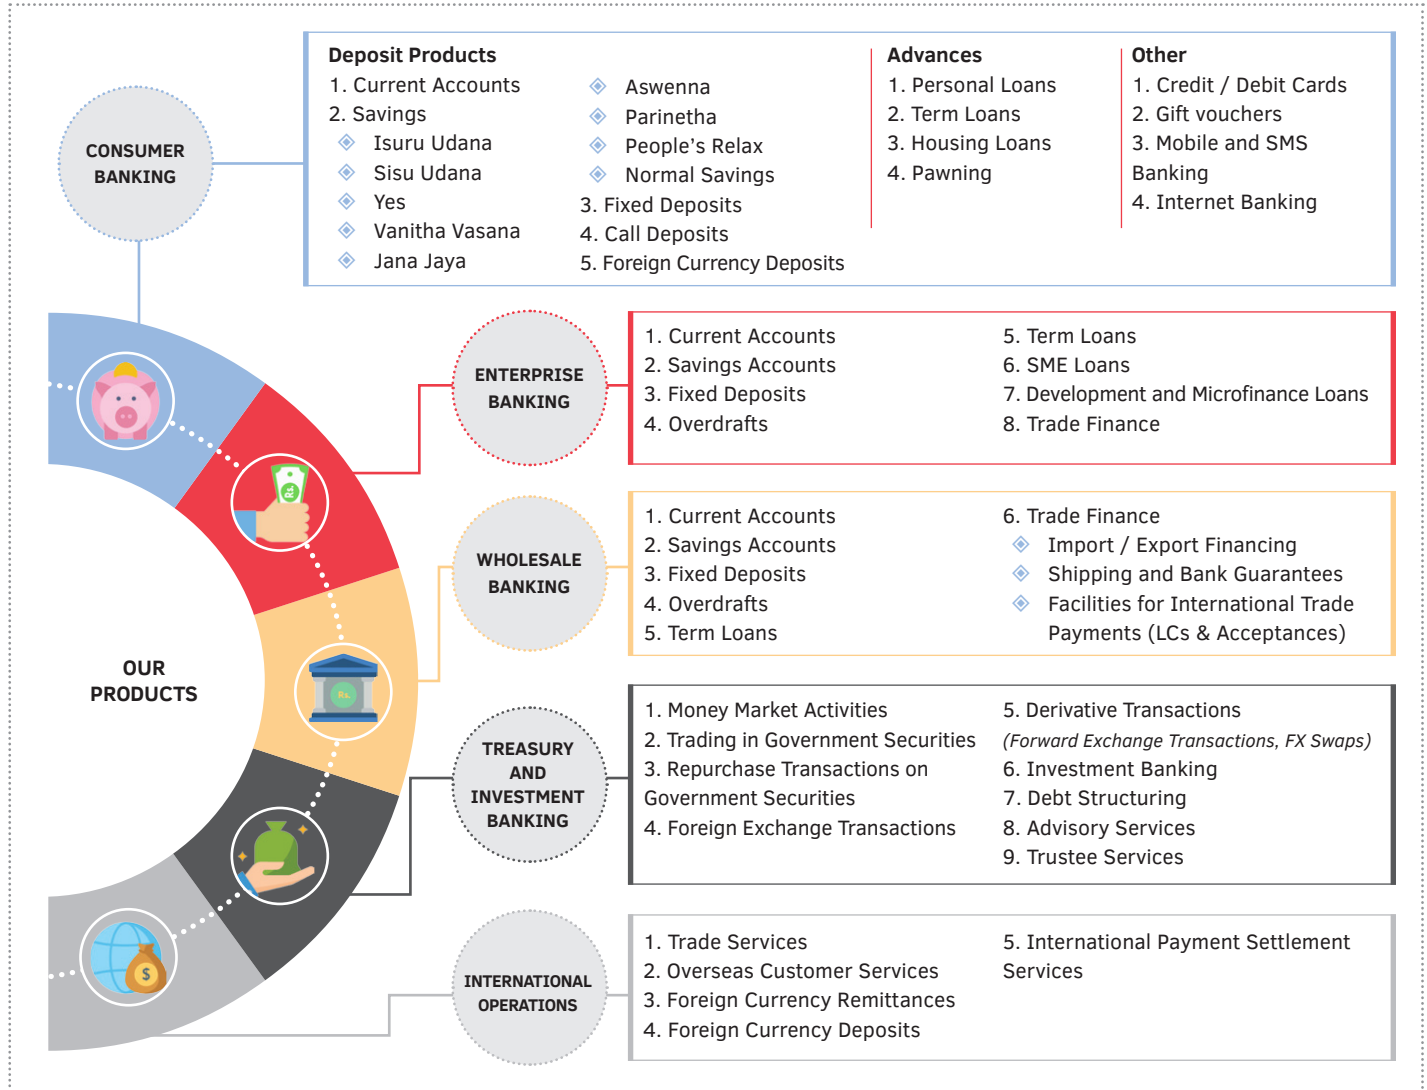 CONSUMER
BANKING
Deposit Products
1. Current Accounts
2. Savings
Isuru Udana
Sisu Udana
Yes
Vanitha Vasana
Jana Jaya
Aswenna
Parinetha
People's Relax
Normal Savings
3. Fixed Deposits
4. Call Deposits
5. Foreign Currency Deposits
Advances
1. Personal Loans
2. Term Loans
3. Housing Loans
4. Pawning
Other
1. Credit / Debit Cards
2. Gift vouchers
3. Mobile and SMS
Banking
4. Internet Banking
OUR
PRODUCTS
Rs.
Rs.
$
ENTERPRISE
BANKING
1. Current Accounts
2. Savings Accounts
3. Fixed Deposits
4. Overdrafts
5. Term Loans
6. SME Loans
7. Development and Microfinance Loans
8. Trade Finance
WHOLESALE
BANKING
1. Current Accounts
2. Savings Accounts
3. Fixed Deposits
4. Overdrafts
5. Term Loans
6. Trade Finance
Import / Export Financing
Shipping and Bank Guarantees
Facilities for International Trade
Payments (LCs & Acceptances)
TREASURY
AND
INVESTMENT
BANKING
1. Money Market Activities
2. Trading in Government Securities
3. Repurchase Transactions on
Government Securities
4. Foreign Exchange Transactions
5. Derivative Transactions
(Forward Exchange Transactions, FX Swaps)
6. Investment Banking
7. Debt Structuring
8. Advisory Services
9. Trustee Services
INTERNATIONAL
OPERATIONS
1. Trade Services
2. Overseas Customer Services
3. Foreign Currency Remittances
4. Foreign Currency Deposits
5. International Payment Settlement
Services